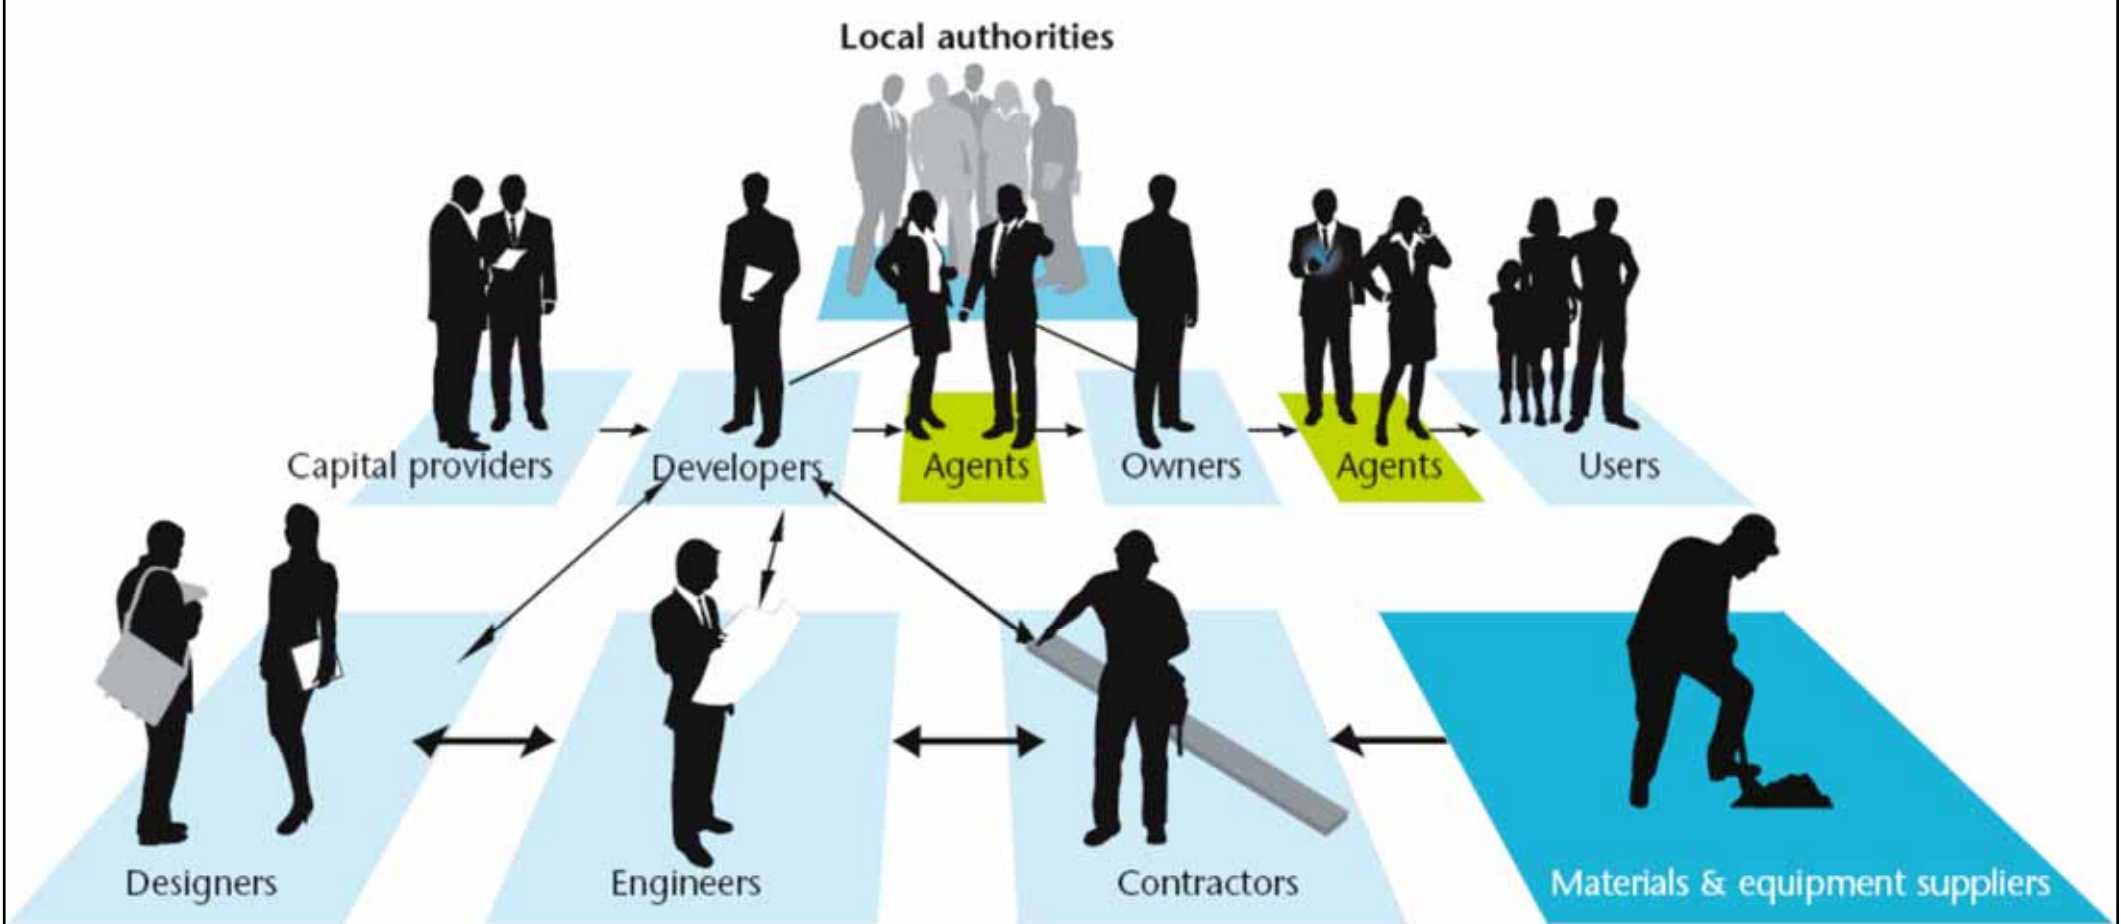 Local authorities
Capital providers
Developers
Agents
Owners
Agents
Users
Designers
Engineers
Contractors
Materials & equipment suppliers